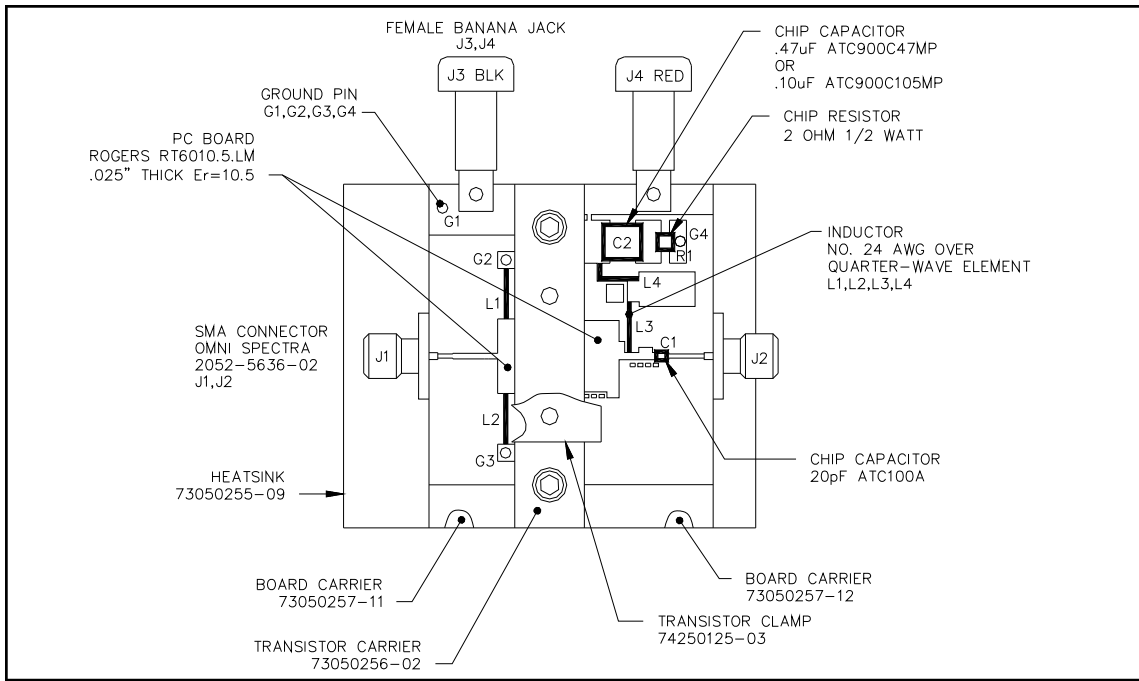 FEMALE BANANA JACK
J3,J4
J3 BLK
J4 RED
CHIP CAPACITOR
.47uF ATC900C47MP
OR
.10uF ATC900C105MP
GROUND PIN
G1,G2,G3,G4
CHIP RESISTOR
2 OHM 1/2 WATT
PC BOARD
ROGERS RT6010.5.LM
.025" THICK Er=10.5
G1
C2
G4
R1
G2
L4
INDUCTOR
NO. 24 AWG OVER
QUARTER-WAVE ELEMENT
L1,L2,L3,L4
L1
L3
SMA CONNECTOR
OMNI SPECTRA
2052-5636-02
J1,J2
J1
C1
J2
L2
G3
CHIP CAPACITOR
20pF ATC100A
HEATSINK
73050255-09
BOARD CARRIER
73050257-11
BOARD CARRIER
73050257-12
TRANSISTOR CLAMP
74250125-03
TRANSISTOR CARRIER
73050256-02